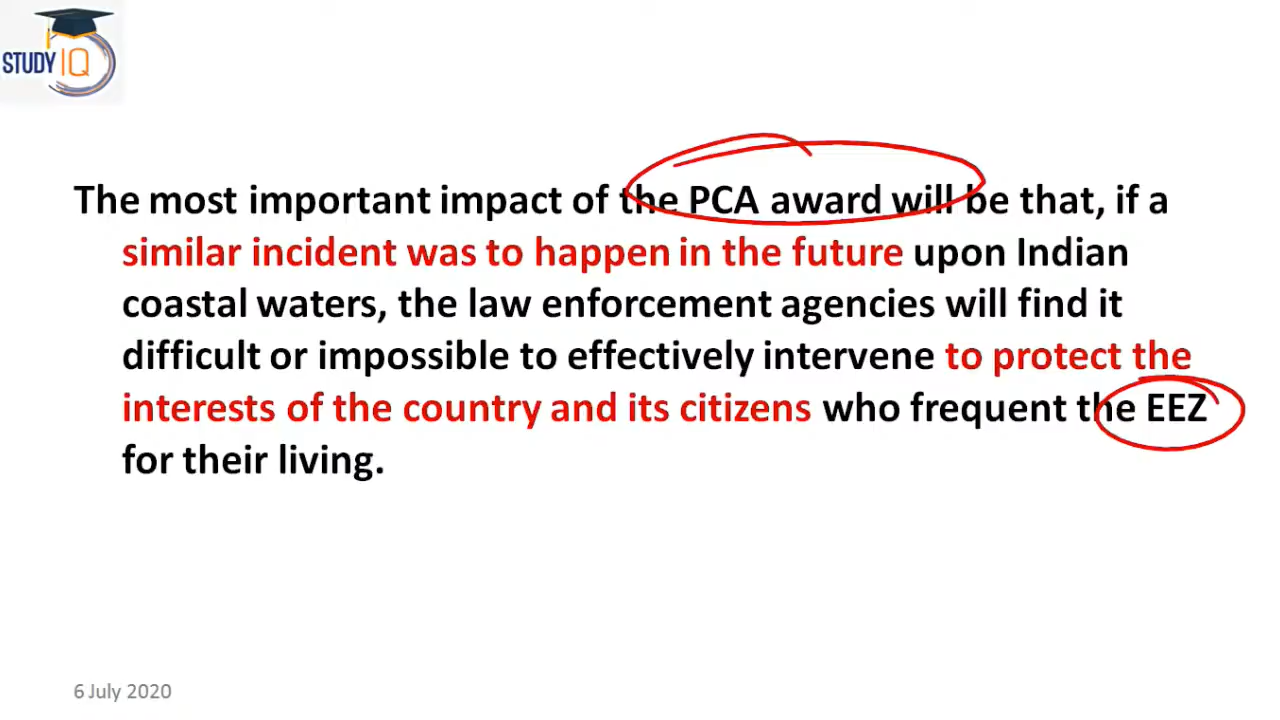 STUDY IQ
The most important impact of the PCA award will be that, if a
similar incident was to happen in the future upon Indian
coastal waters, the law enforcement agencies will find it
difficult or impossible to effectively intervene to protect the
interests of the country and its citizens who frequent the EEZ
for their living.
6 July 2020